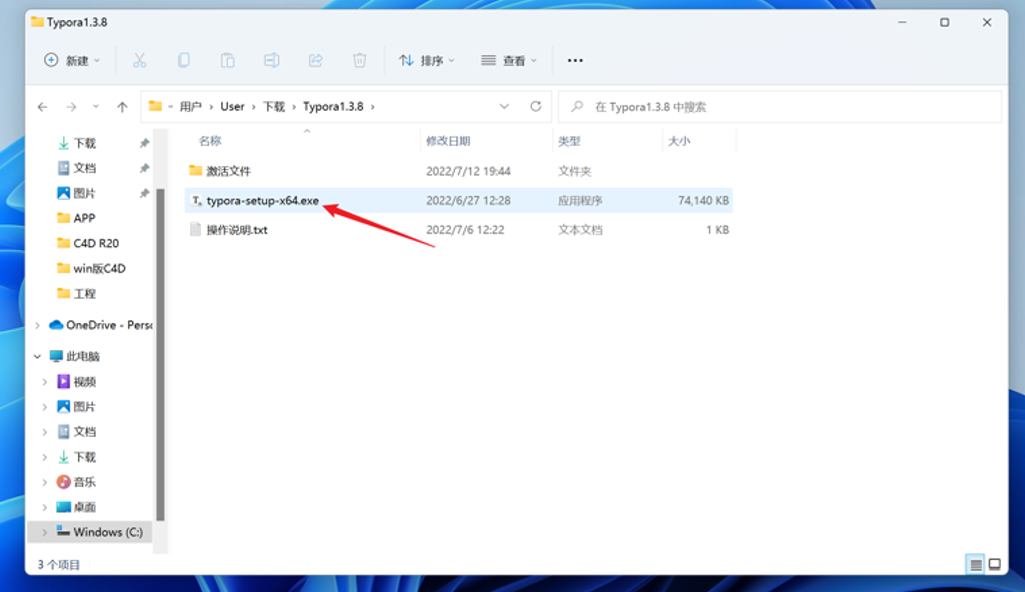 Typora1.3.8
新建 排序 查看
用户 › User › 下载 › Typora1.3.8 ›
在 Typora1.3.8 中搜索
名称 修改日期 类型 大小
激活文件 2022/7/12 19:44 文件夹
typora-setup-x64.exe 2022/6/27 12:28 应用程序 74,140 KB
操作说明.txt 2022/7/6 12:22 文本文档 1 KB
下载
文档
图片
APP
C4D R20
win版C4D
工程
OneDrive - Perso
此电脑
视频
图片
文档
下载
音乐
桌面
Windows (C:)
3 个项目